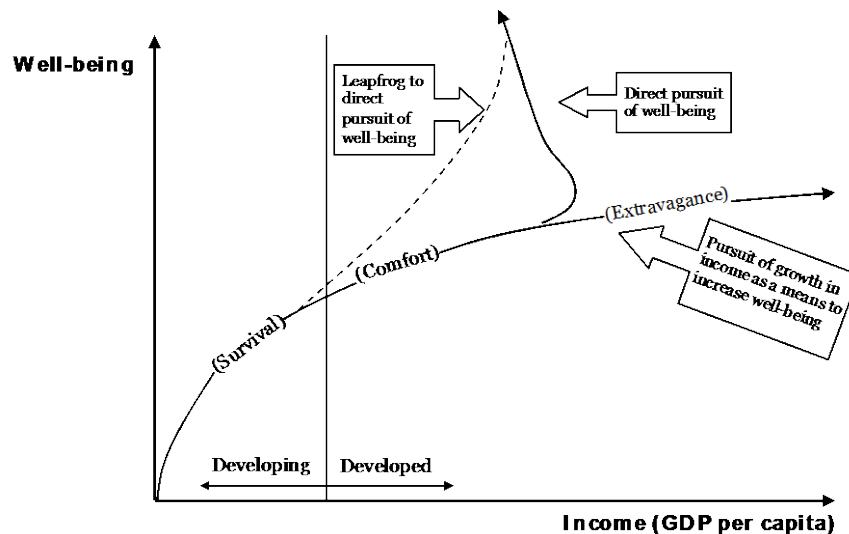 Well-being
Leapfrog to
direct
pursuit of
well-being
Direct pursuit
of well-being
(Extravagance)
Pursuit of growth in
income as a means to
increase well-being
(Comfort)
(Survival)
Developing
Developed
Income (GDP per capita)